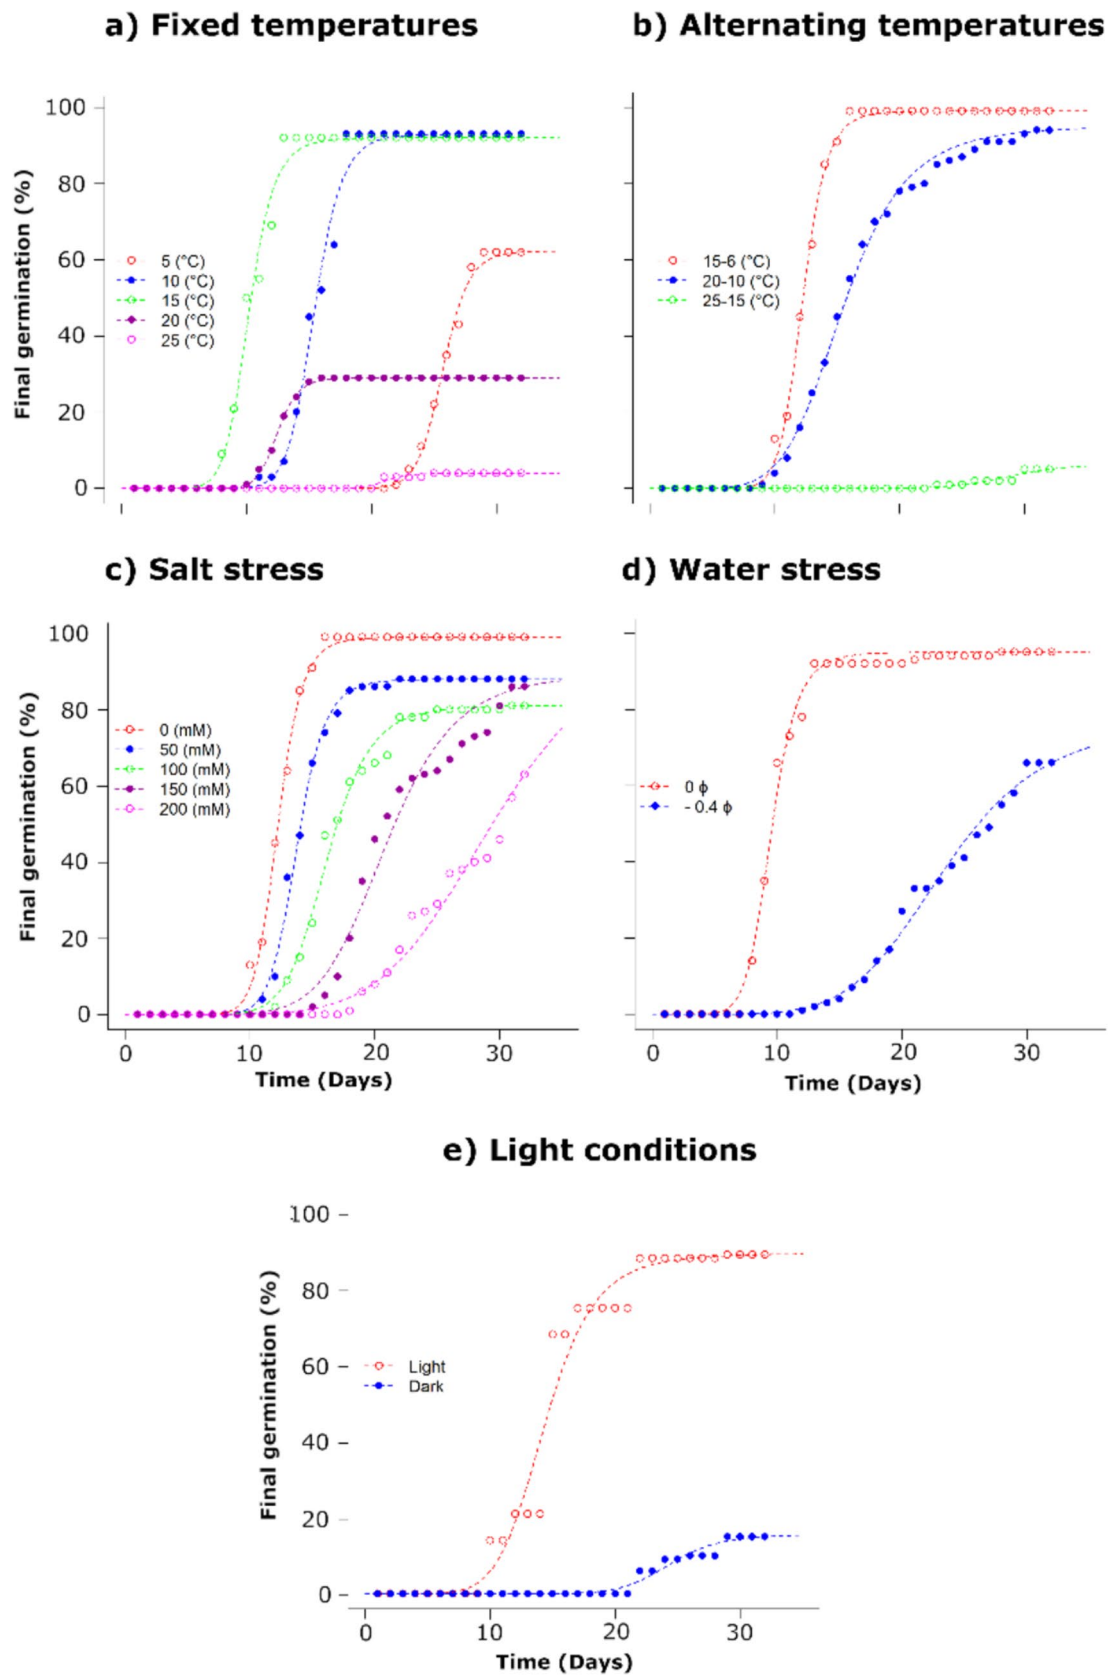 a) Fixed temperatures
b) Alternating temperatures
Final germination (%)
100
80
60
40
20
0
5 (°C)
10 (°C)
15 (°C)
20 (°C)
25 (°C)
15-6 (°C)
20-10 (°C)
25-15 (°C)
c) Salt stress
d) Water stress
Final germination (%)
100
80
60
40
20
0
0 (mM)
50 (mM)
100 (mM)
150 (mM)
200 (mM)
0 10 20 30
Time (Days)
0 ϕ
- 0.4 ϕ
0 10 20 30
Time (Days)
e) Light conditions
Final germination (%)
100
80
60
40
20
0
Light
Dark
0 10 20 30
Time (Days)